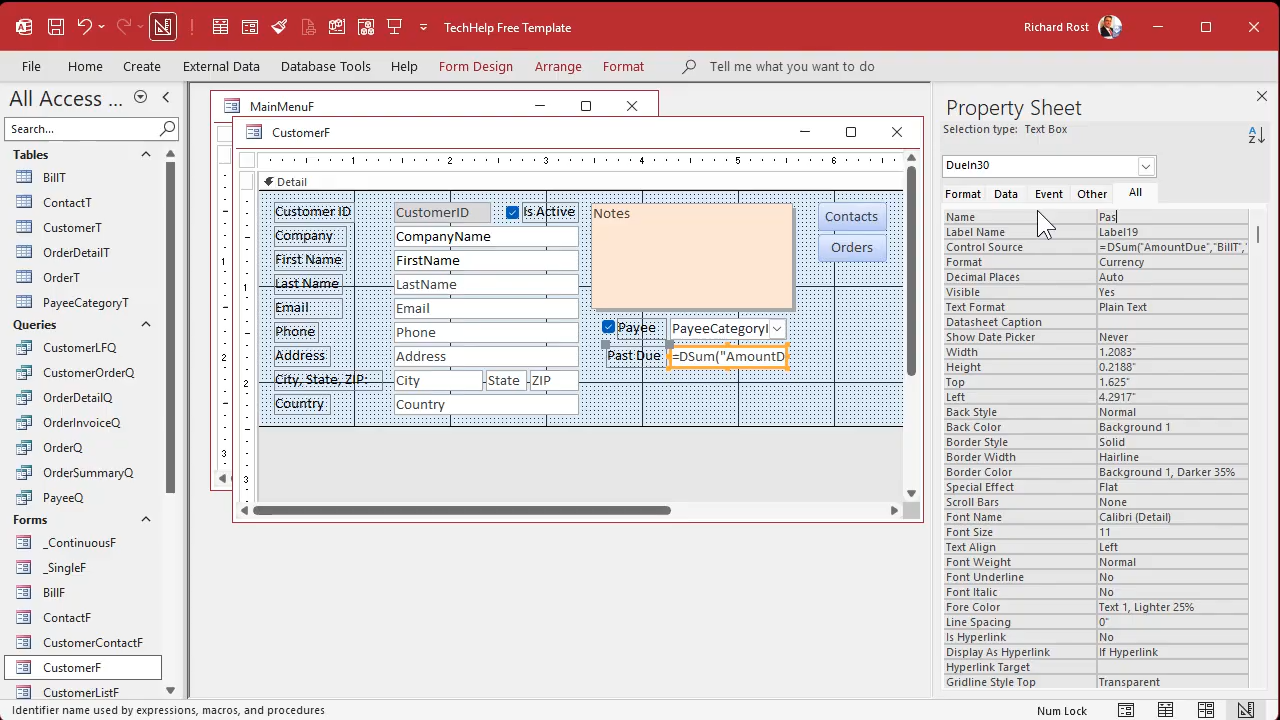 TechHelp Free Template
Richard Rost
File Home Create External Data Database Tools Help Form Design Arrange Format Tell me what you want to do
All Access ...
Search...
Tables
BillT
ContactT
CustomerT
OrderDetailT
OrderT
PayeeCategoryT
Queries
CustomerLFQ
CustomerOrderQ
OrderDetailQ
OrderInvoiceQ
OrderQ
OrderSummaryQ
PayeeQ
Forms
_ContinuousF
_SingleF
BillF
ContactF
CustomerContactF
CustomerF
CustomerListF
MainMenuF
CustomerF
1 2 3 4 5 6
1
2
3
Detail
Customer ID CustomerID Is Active
Company CompanyName
First Name FirstName
Last Name LastName
Email Email
Phone Phone
Address Address
City, State, ZIP: City State ZIP
Country Country
Notes
Contacts
Orders
Payee PayeeCategoryI
Past Due =DSum("AmountD
3
Property Sheet
Selection type: Text Box
DueIn30
Format Data Event Other All
Name Pas
Label Name Label19
Control Source =DSum("AmountDue","BillT","
Format Currency
Decimal Places Auto
Visible Yes
Text Format Plain Text
Datasheet Caption
Show Date Picker Never
Width 1.2083"
Height 0.2188"
Top 1.625"
Left 4.2917"
Back Style Normal
Back Color Background 1
Border Style Solid
Border Width Hairline
Border Color Background 1, Darker 35%
Special Effect Flat
Scroll Bars None
Font Name Calibri (Detail)
Font Size 11
Text Align Left
Font Weight Normal
Font Underline No
Font Italic No
Fore Color Text 1, Lighter 25%
Line Spacing 0"
Is Hyperlink No
Display As Hyperlink If Hyperlink
Hyperlink Target
Gridline Style Top Transparent
Identifier name used by expressions, macros, and procedures
Num Lock